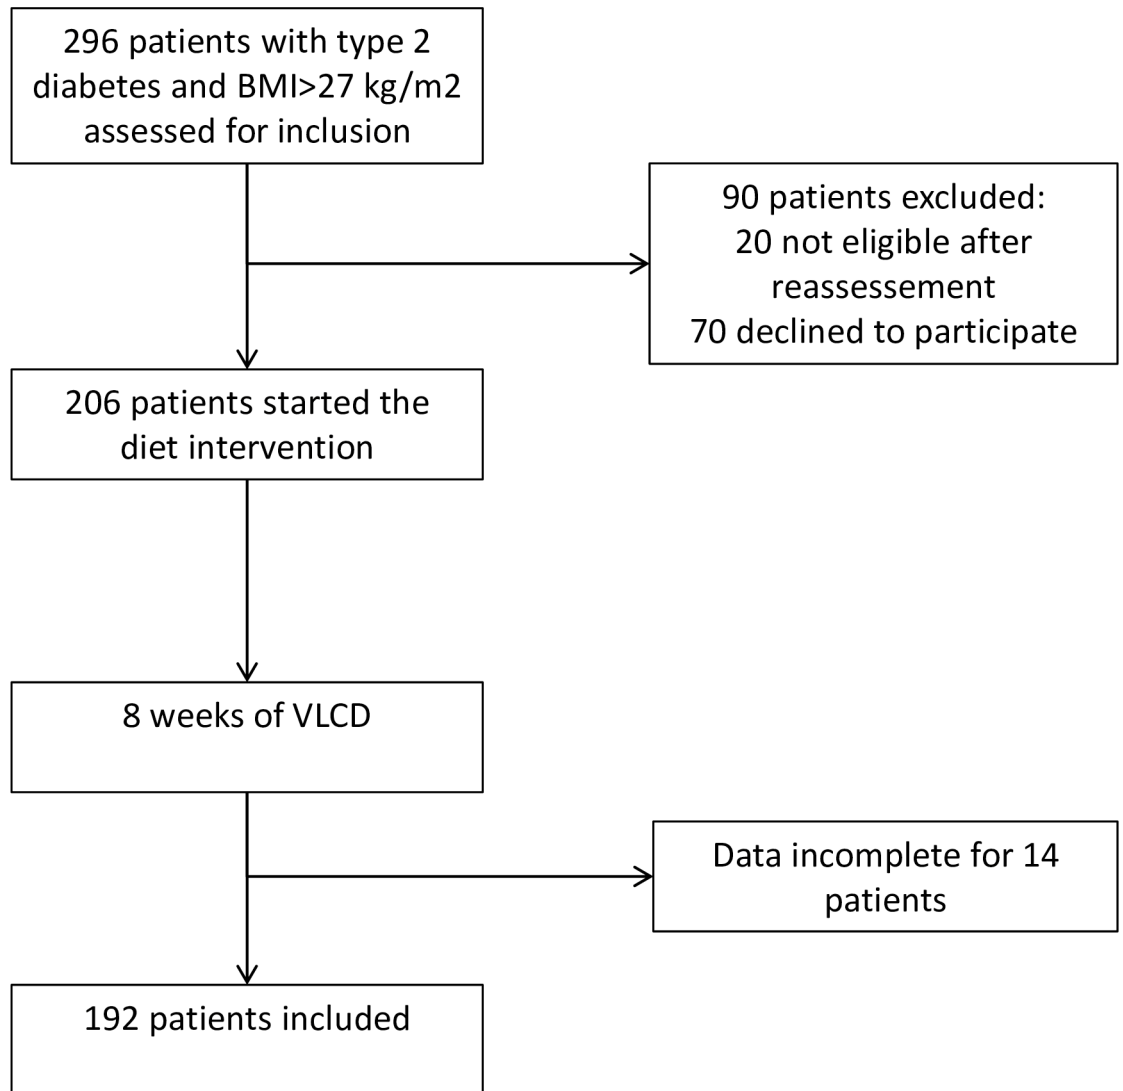 296 patients with type 2
diabetes and BMI>27 kg/m2
assessed for inclusion
90 patients excluded:
20 not eligible after
reassessement
70 declined to participate
206 patients started the
diet intervention
8 weeks of VLCD
Data incomplete for 14
patients
192 patients included